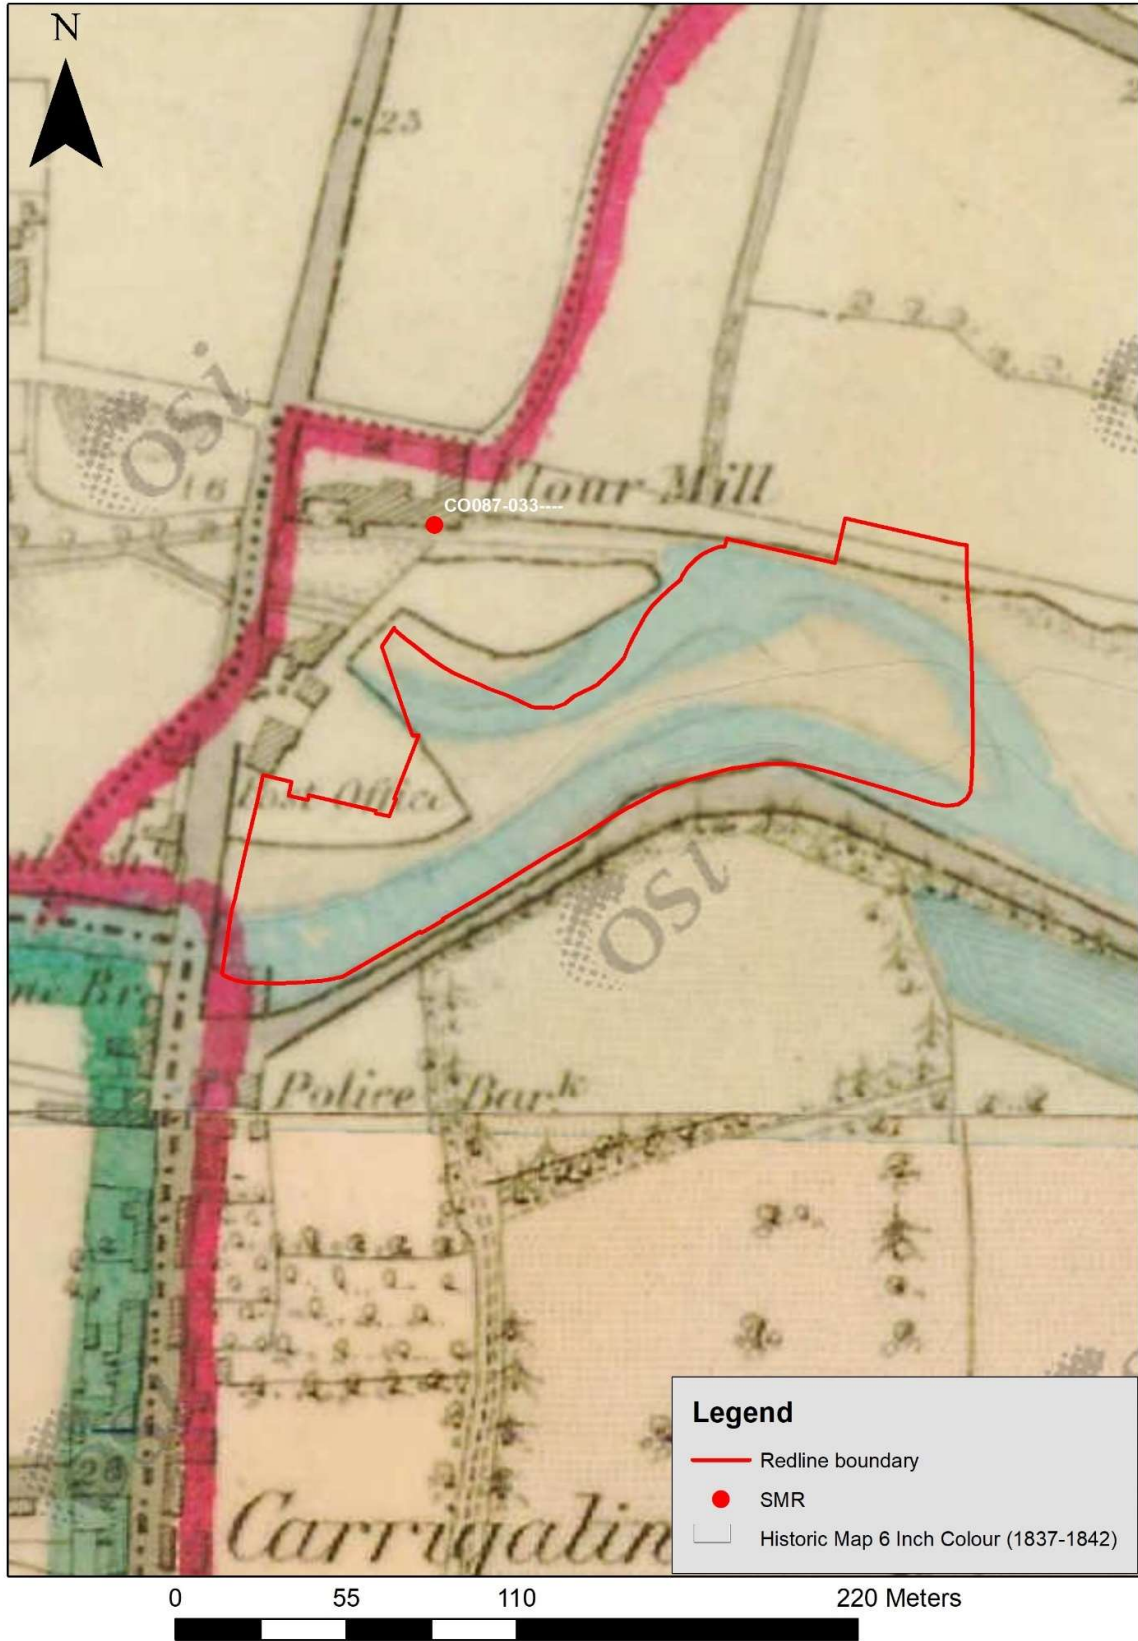 N
25
osi
16
Flour Mill
CO087-033----
Post Office
osi
Police Bar.k
Carrigalin
Legend
Redline boundary
SMR
Historic Map 6 Inch Colour (1837-1842)
0 55 110 220 Meters